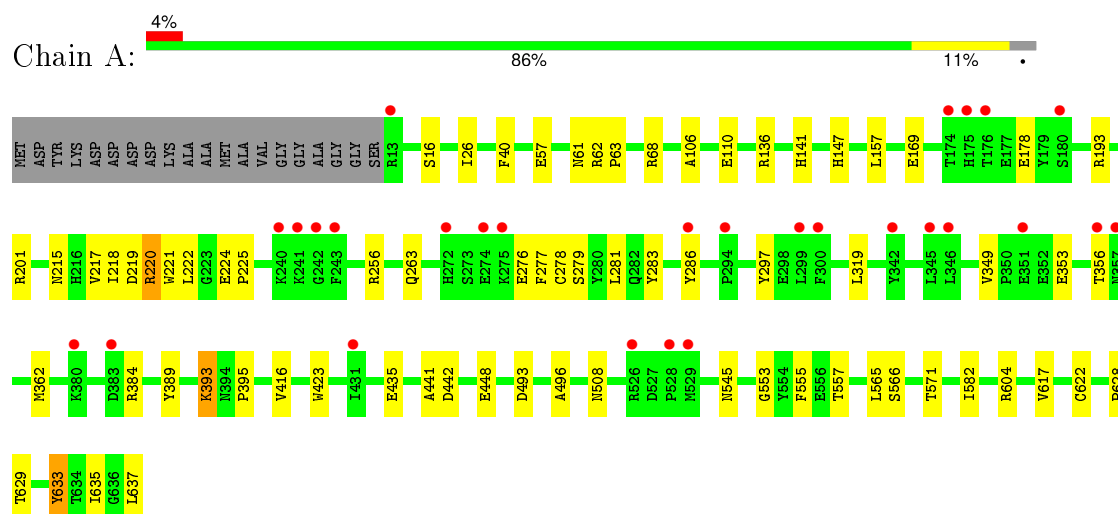 4%
Chain A:
86% 11% •
MET ASP TYR LYS ASP ASP ASP ASP LYS ALA ALA MET ALA VAL GLY GLY ALA GLY GLY SER R13 S16 I26 F40 E57 N61 R62 P63 R68 A106 E110 R136 H141 H147 L157 E169 T174 H175 T176 E177 E178 Y179 S180 R193
R201 N215 H216 V217 I218 D219 R220 W221 L222 G223 E224 P225 K240 K241 G242 F243 R256 Q263 H272 S273 E274 K275 E276 F277 C278 S279 Y280 L281 Q282 Y283 Y286 P294 Y297 E298 L299 F300 L319 Y342 L345 L346 V349 P350 E351 E352 E353 T356 N357
M362 K380 D383 R384 Y389 K393 N394 P395 V416 W423 I431 E435 A441 D442 E448 D493 A496 N508 R526 D527 P528 M529 N545 G553 Y554 F555 E556 T557 L565 S566 T571 I582 R604 V617 C622 P628
T629 Y633 T634 I635 G636 L637